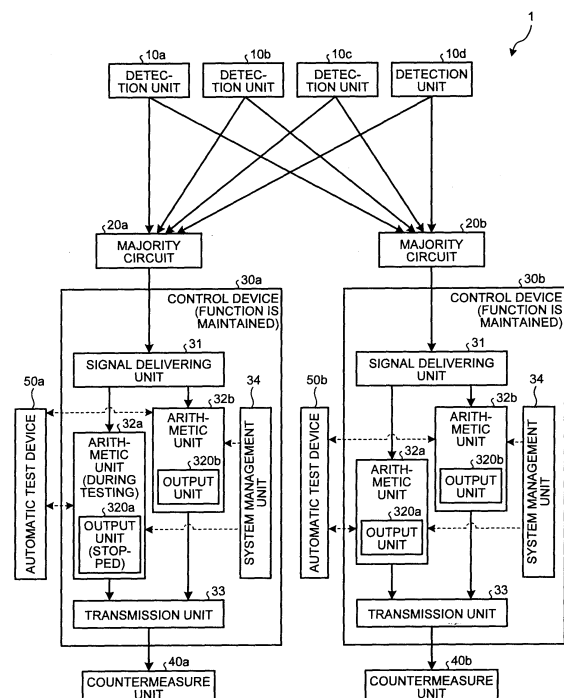 1
10a
10b
10c
10d
DETEC-
TION UNIT
DETEC-
TION UNIT
DETEC-
TION UNIT
DETECTION
UNIT
20a
MAJORITY
CIRCUIT
20b
MAJORITY
CIRCUIT
30a
CONTROL DEVICE
(FUNCTION IS
MAINTAINED)
31
SIGNAL DELIVERING
UNIT
50a
AUTOMATIC TEST DEVICE
32a
ARITH-
METIC UNIT
(DURING
TESTING)
320a
OUTPUT
UNIT
(STOP-
PED)
32b
ARITH-
METIC
UNIT
320b
OUTPUT
UNIT
34
SYSTEM MANAGEMENT
UNIT
33
TRANSMISSION UNIT
40a
COUNTERMEASURE
UNIT
30b
CONTROL DEVICE
(FUNCTION IS
MAINTAINED)
31
SIGNAL DELIVERING
UNIT
50b
AUTOMATIC TEST DEVICE
32a
ARITH-
METIC
UNIT
320a
OUTPUT
UNIT
32b
ARITH-
METIC
UNIT
320b
OUTPUT
UNIT
34
SYSTEM MANAGEMENT
UNIT
33
TRANSMISSION UNIT
40b
COUNTERMEASURE
UNIT